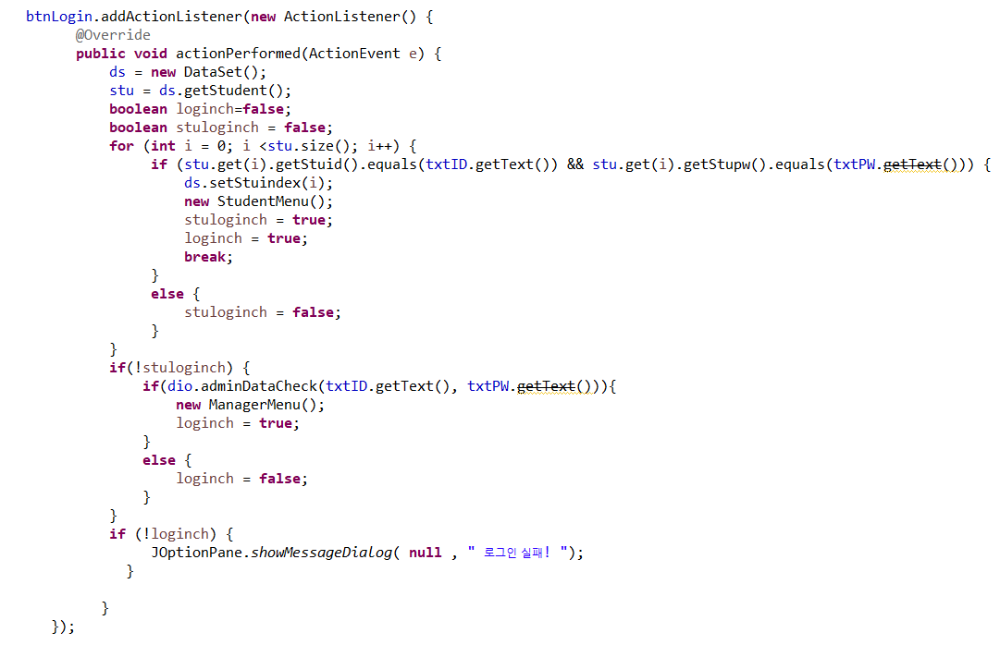 btnLogin.addActionListener(new ActionListener() {
@Override
public void actionPerformed(ActionEvent e) {
ds = new DataSet();
stu = ds.getStudent();
boolean loginch=false;
boolean stuloginch = false;
for (int i = 0; i <stu.size(); i++) {
if (stu.get(i).getStuid().equals(txtID.getText()) && stu.get(i).getStupw().equals(txtPW.getText())) {
ds.setStuindex(i);
new StudentMenu();
stuloginch = true;
loginch = true;
break;
}
else {
stuloginch = false;
}
}
if(!stuloginch) {
if(dio.adminDataCheck(txtID.getText(), txtPW.getText())){
new ManagerMenu();
loginch = true;
}
else {
loginch = false;
}
}
if (!loginch) {
JOptionPane.showMessageDialog( null , " 로그인 실패! ");
}
}
});